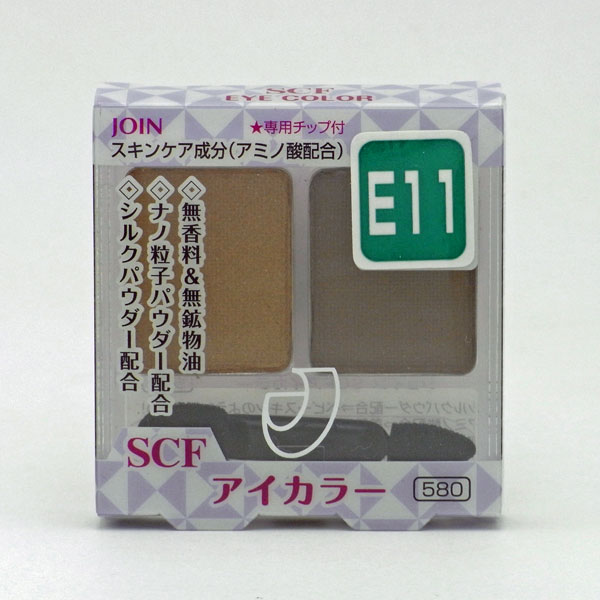 SCF
EYE COLOR
JOIN
★専用チップ付
スキンケア成分(アミノ酸配合)
E11
◈無香料&無鉱物油
◈ナノ粒子パウダー配合
◈シルクパウダー配合
SCF
アイカラー
580